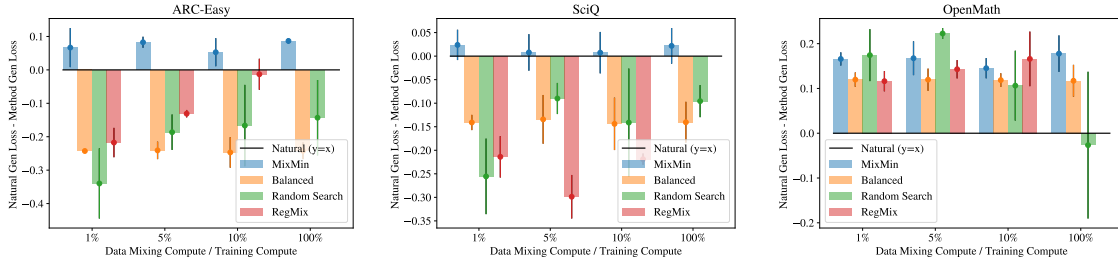 ARC-Easy
Natural Gen Loss - Method Gen Loss
0.1
0.0
−0.1
−0.2
−0.3
−0.4
Natural (y=x)
MixMin
Balanced
Random Search
RegMix
1%
5%
10%
100%
Data Mixing Compute / Training Compute
SciQ
Natural Gen Loss - Method Gen Loss
0.05
0.00
−0.05
−0.10
−0.15
−0.20
−0.25
−0.30
−0.35
Natural (y=x)
MixMin
Balanced
Random Search
RegMix
1%
5%
10%
100%
Data Mixing Compute / Training Compute
OpenMath
Natural Gen Loss - Method Gen Loss
0.2
0.1
0.0
−0.1
−0.2
Natural (y=x)
MixMin
Balanced
Random Search
RegMix
1%
5%
10%
100%
Data Mixing Compute / Training Compute